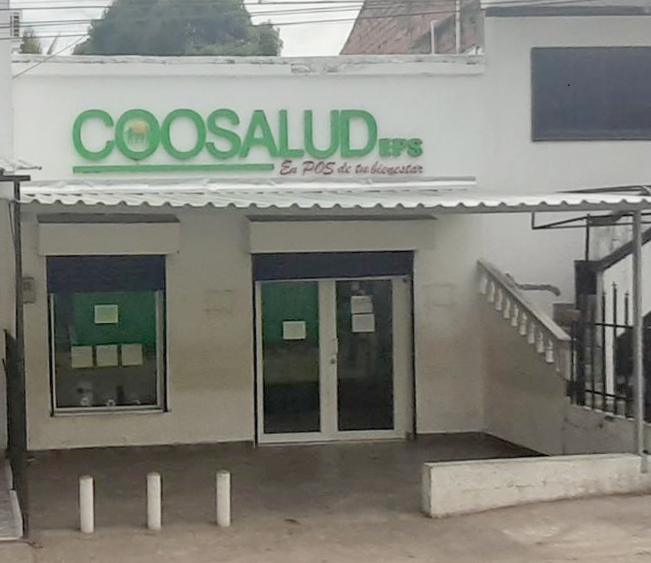 COOSALUD EPS
En POS de tu bienestar